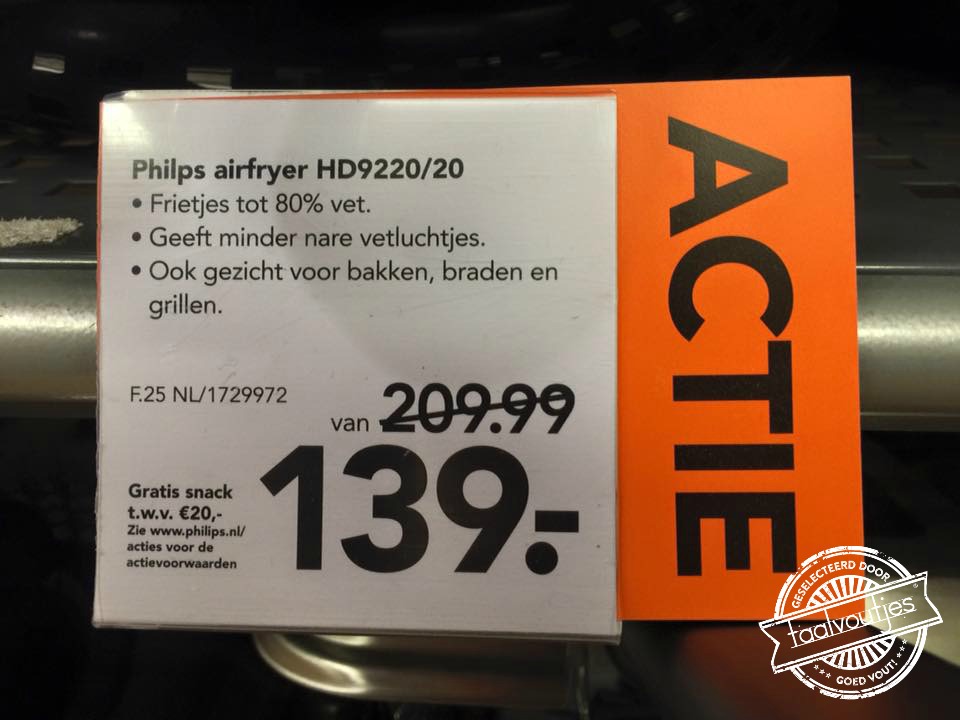 Philps airfryer HD9220/20
• Frietjes tot 80% vet.
• Geeft minder nare vetluchtjes.
• Ook gezicht voor bakken, braden en
grillen.
F.25 NL/1729972
van 209.99
139.-
Gratis snack
t.w.v. €20,-
Zie www.philips.nl/
acties voor de
actievoorwaarden
ACTIE
GESELECTEERD DOOR
taalvoutjes
GOED VOUT!